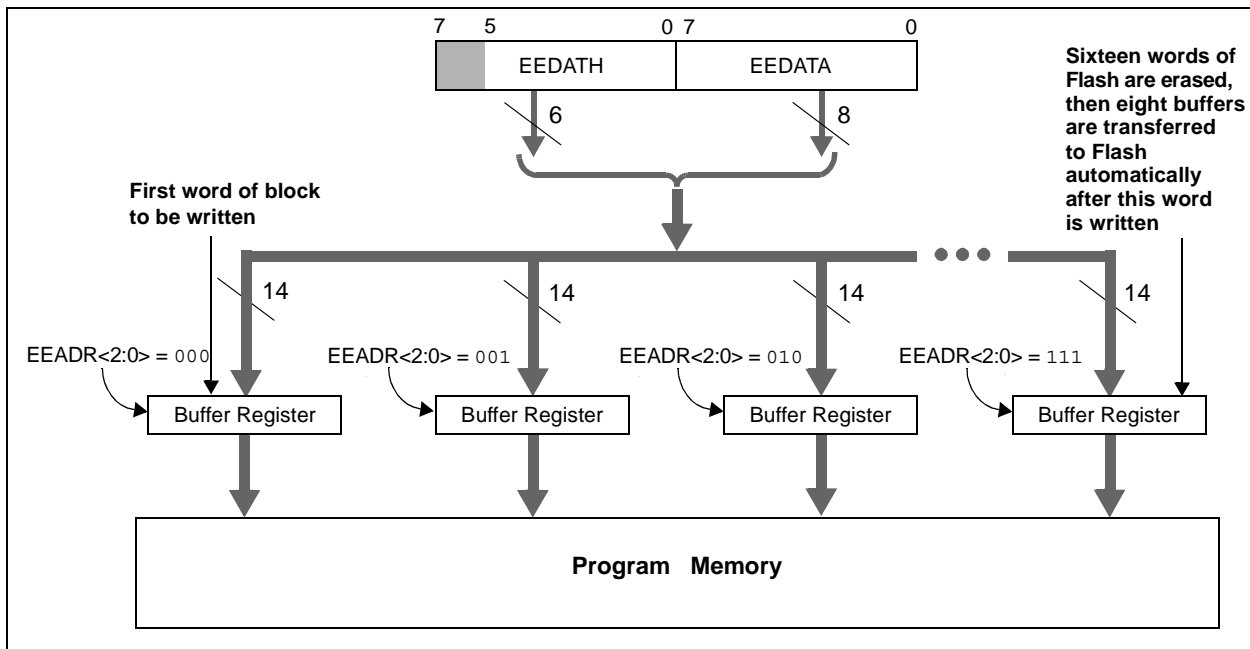 7 5 0 7 0
EEDATH EEDATA
6 8
Sixteen words of
Flash are erased,
then eight buffers
are transferred
to Flash
automatically
after this word
is written
First word of block
to be written
14 14 14 14
EEADR<2:0> = 000 EEADR<2:0> = 001 EEADR<2:0> = 010 EEADR<2:0> = 111
Buffer Register Buffer Register Buffer Register Buffer Register
Program Memory